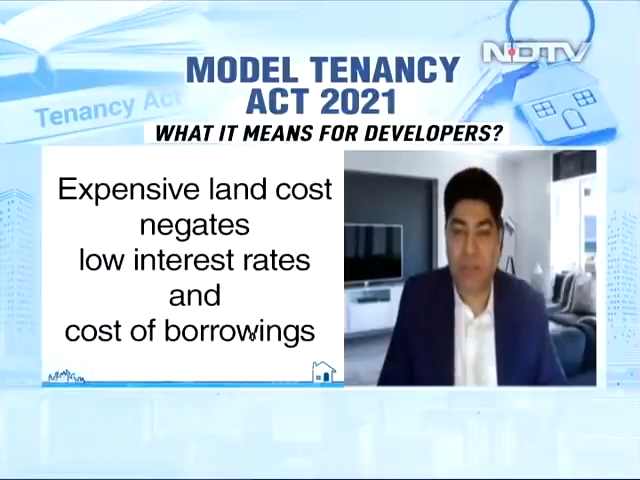 NDTV
MODEL TENANCY
ACT 2021
Tenancy Act
WHAT IT MEANS FOR DEVELOPERS?
Expensive land cost
negates
low interest rates
and
cost of borrowings